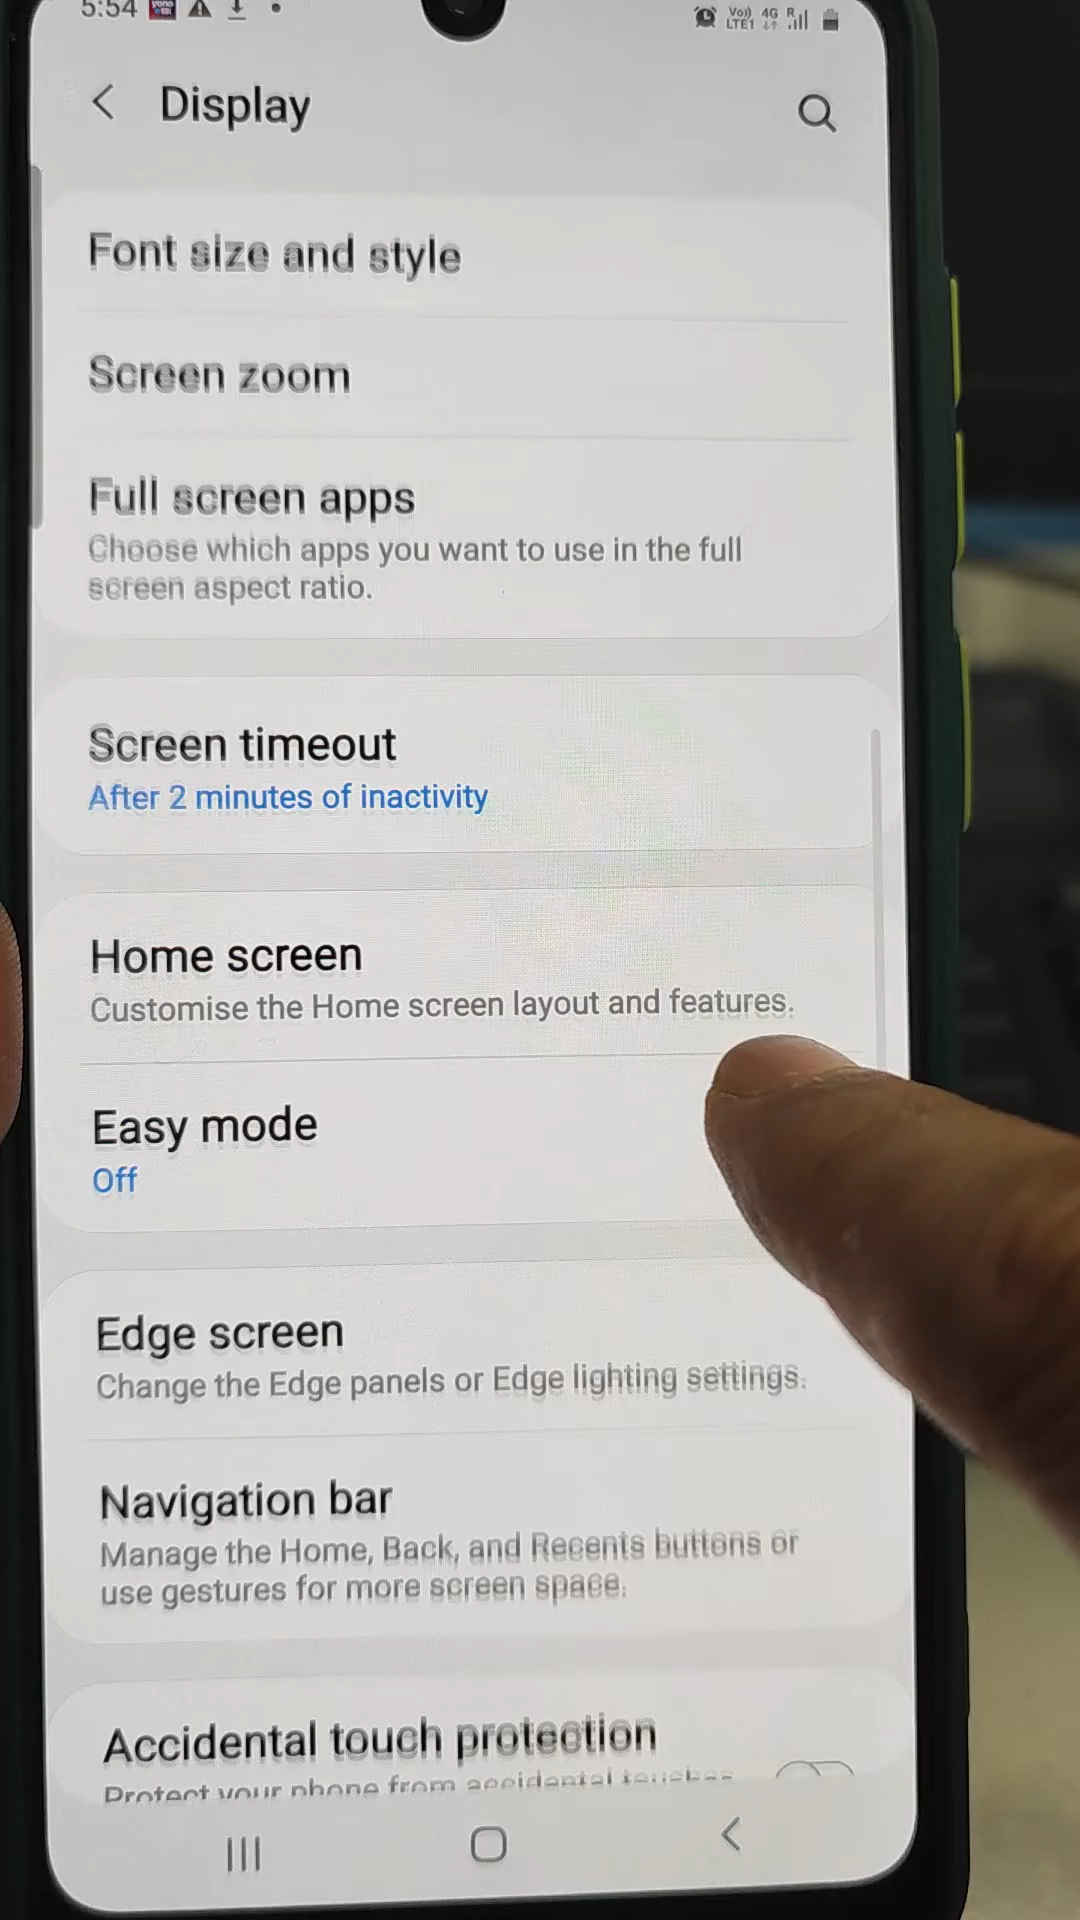 5:54
Vo))
LTE1
4G
R
Display
Font size and style
Screen zoom
Full screen apps
Choose which apps you want to use in the full
screen aspect ratio.
Screen timeout
After 2 minutes of inactivity
Home screen
Customise the Home screen layout and features.
Easy mode
Off
Edge screen
Change the Edge panels or Edge lighting settings.
Navigation bar
Manage the Home, Back, and Recents buttons or
use gestures for more screen space.
Accidental touch protection
Protect your phone from accidental touches